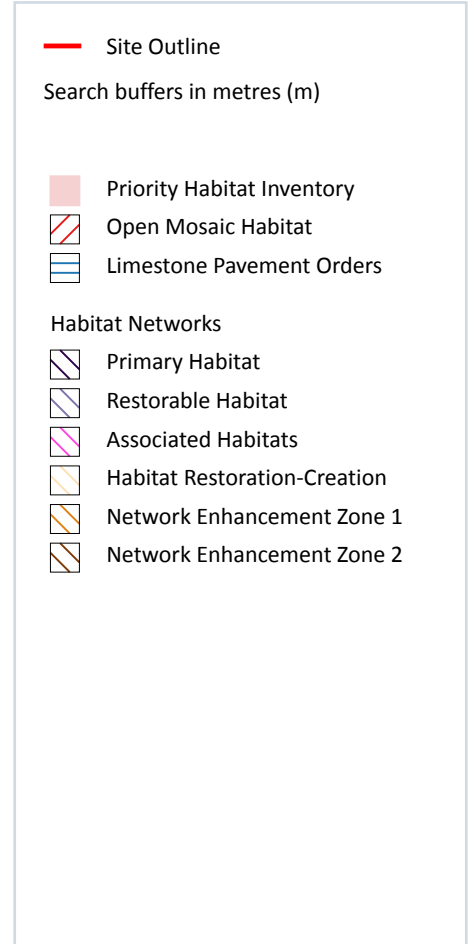 Site Outline
Search buffers in metres (m)
Priority Habitat Inventory
Open Mosaic Habitat
Limestone Pavement Orders
Habitat Networks
Primary Habitat
Restorable Habitat
Associated Habitats
Habitat Restoration-Creation
Network Enhancement Zone 1
Network Enhancement Zone 2